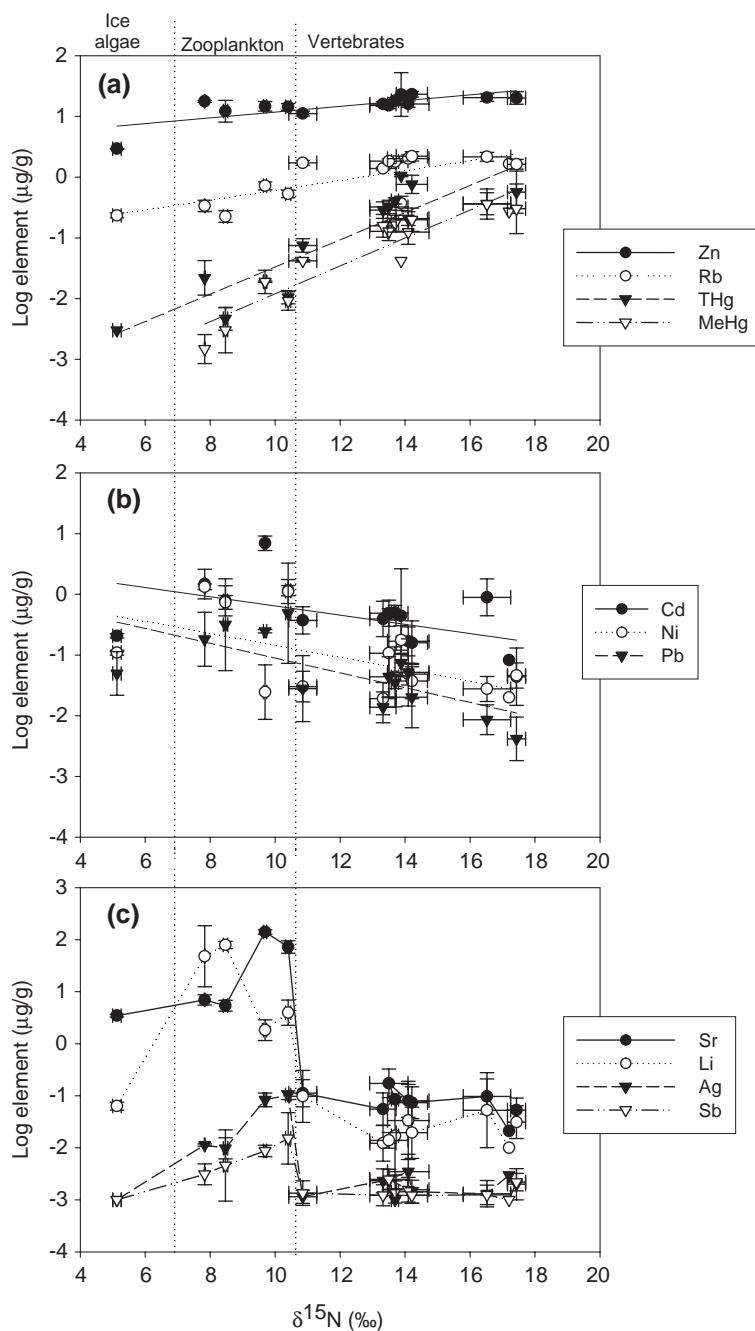 Ice
algae Zooplankton Vertebrates
(a)
Log element (µg/g)
2
1
0
-1
-2
-3
-4
4 6 8 10 12 14 16 18 20
Zn
Rb
THg
MeHg
(b)
Log element (µg/g)
2
1
0
-1
-2
-3
-4
4 6 8 10 12 14 16 18 20
Cd
Ni
Pb
(c)
Log element (µg/g)
3
2
1
0
-1
-2
-3
-4
4 6 8 10 12 14 16 18 20
Sr
Li
Ag
Sb
δ¹⁵N (‰)